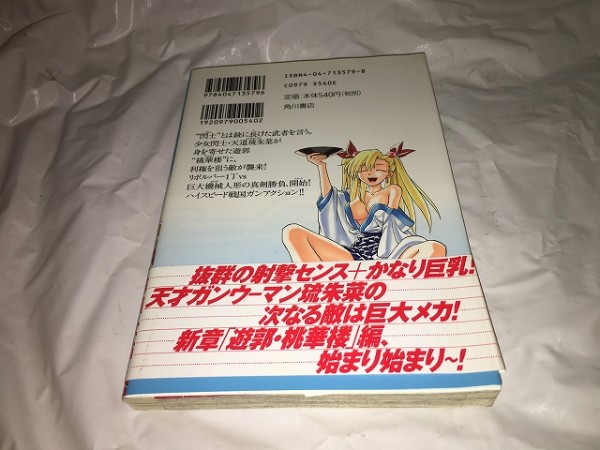 ISBN4-04-713579-8
C0979 ¥540E
定価:本体540円(税別)
角川書店
9784047135796
1920979005402
"閃士"とは銃に長けた武者を言う。
少女閃士・天道琉朱菜が
身を寄せた遊郭
"桃華楼"に、
利権を狙う敵が襲来!
リボルバー1丁vs
巨大機械人形の真剣勝負、開始!
ハイスピード戦国ガンアクション!!
抜群の射撃センス+かなり巨乳!
天才ガンウーマン琉朱菜の
次なる敵は巨大メカ!
新章「遊郭・桃華楼」編、
始まり始まり〜!